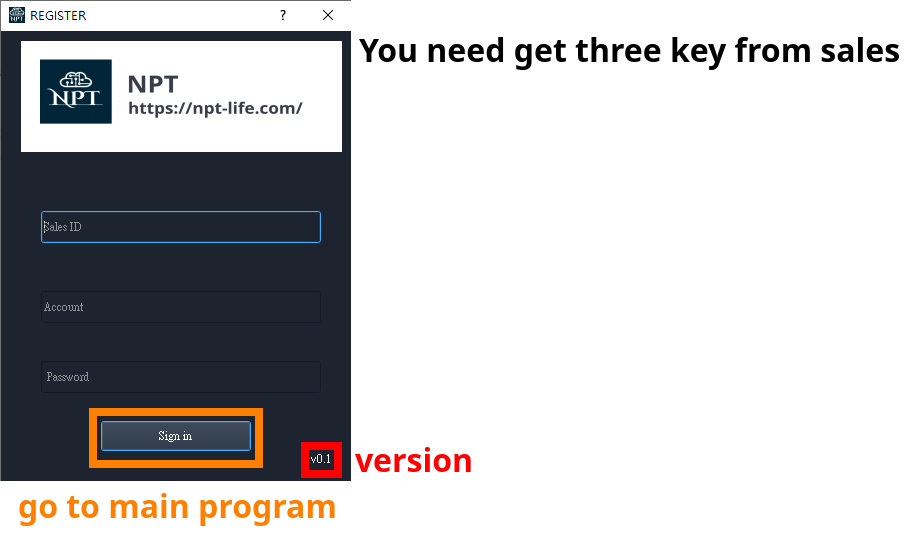 REGISTER
?
NPT
NPT
https://npt-life.com/
You need get three key from sales
Sales ID
Account
Password
Sign in
v0.1
version
go to main program